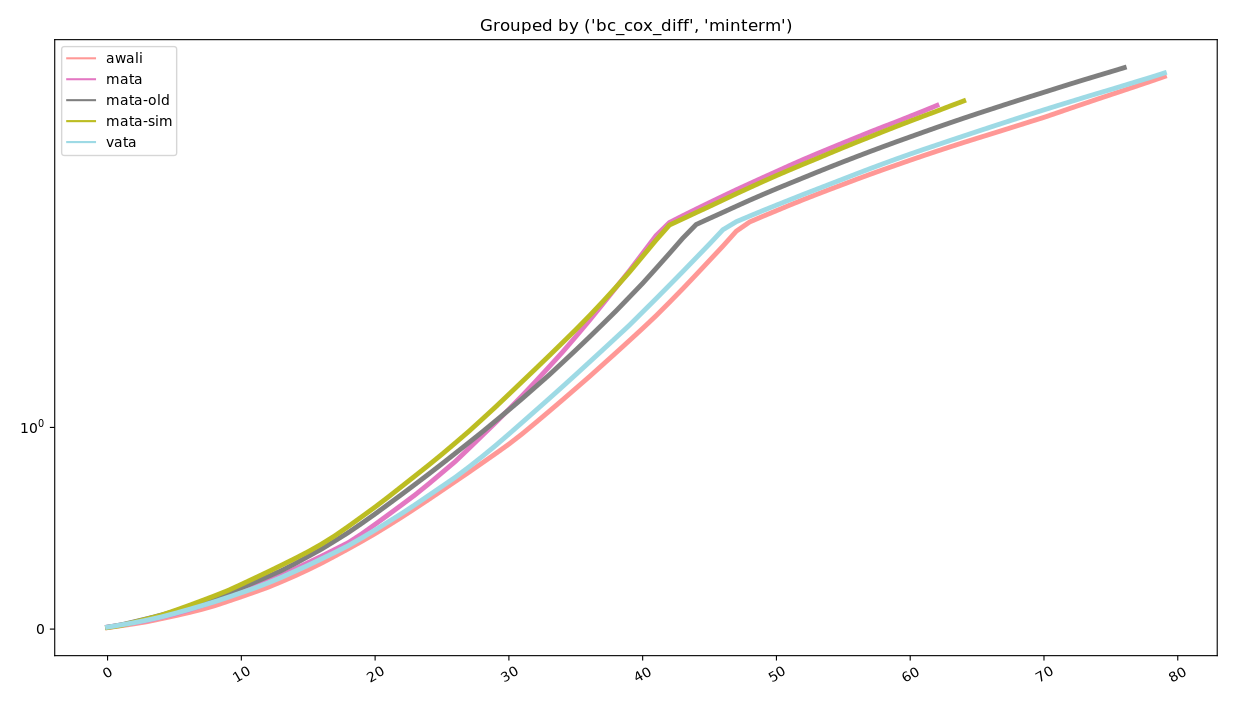 Grouped by ('bc_cox_diff', 'minterm')
awali
mata
mata-old
mata-sim
vata
10⁰
0
0 10 20 30 40 50 60 70 80